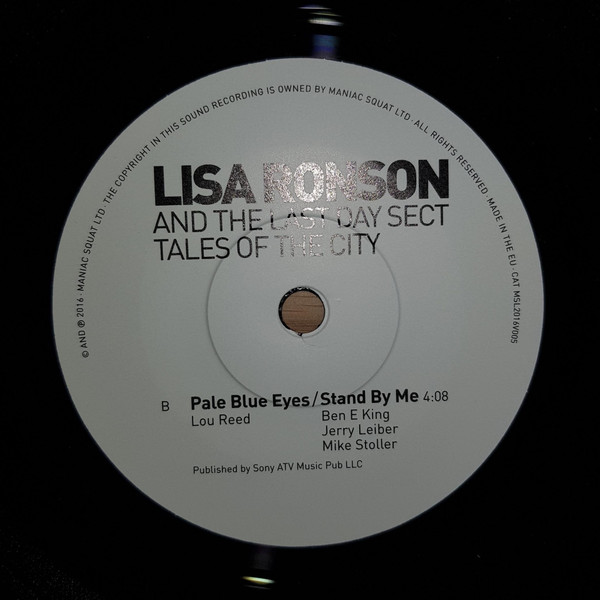 © AND ℗ 2016 · MANIAC SQUAT LTD · THE COPYRIGHT IN THIS SOUND RECORDING IS OWNED BY MANIAC SQUAT LTD · ALL RIGHTS RESERVED · MADE IN THE EU · CAT MSL2016V005
LISA RONSON
AND THE LAST DAY SECT
TALES OF THE CITY
B Pale Blue Eyes/Stand By Me 4:08
Lou Reed Ben E King
Jerry Leiber
Mike Stoller
Published by Sony ATV Music Pub LLC